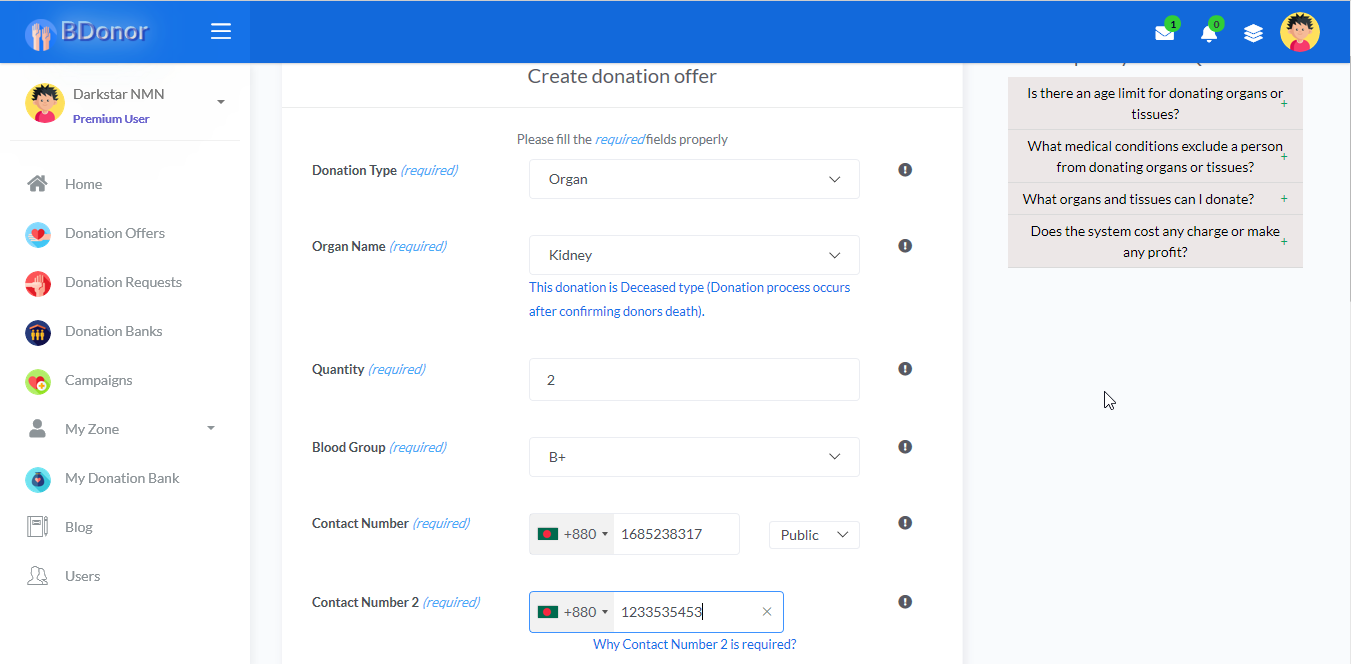 BDonor
1
0
Darkstar NMN
Premium User
Home
Donation Offers
Donation Requests
Donation Banks
Campaigns
My Zone
My Donation Bank
Blog
Users
Create donation offer
Please fill the required fields properly
Donation Type (required)
Organ
Organ Name (required)
Kidney
This donation is Deceased type (Donation process occurs
after confirming donors death).
Quantity (required)
2
Blood Group (required)
B+
Contact Number (required)
+880
1685238317
Public
Contact Number 2 (required)
+880
1233535453
Why Contact Number 2 is required?
Is there an age limit for donating organs or
tissues?
+
What medical conditions exclude a person
from donating organs or tissues?
+
What organs and tissues can I donate?
+
Does the system cost any charge or make
any profit?
+